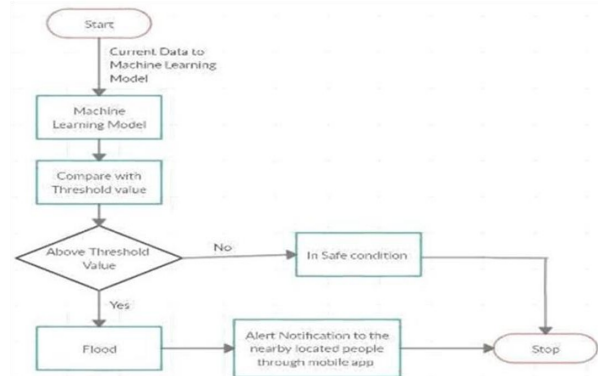 Start
Current Data to
Machine Learning
Model
Machine
Learning Model
Compare with
Threshold value
Above Threshold
Value
No
In Safe condition
Yes
Flood
Alert Notification to the
nearby located people
through mobile app
Stop